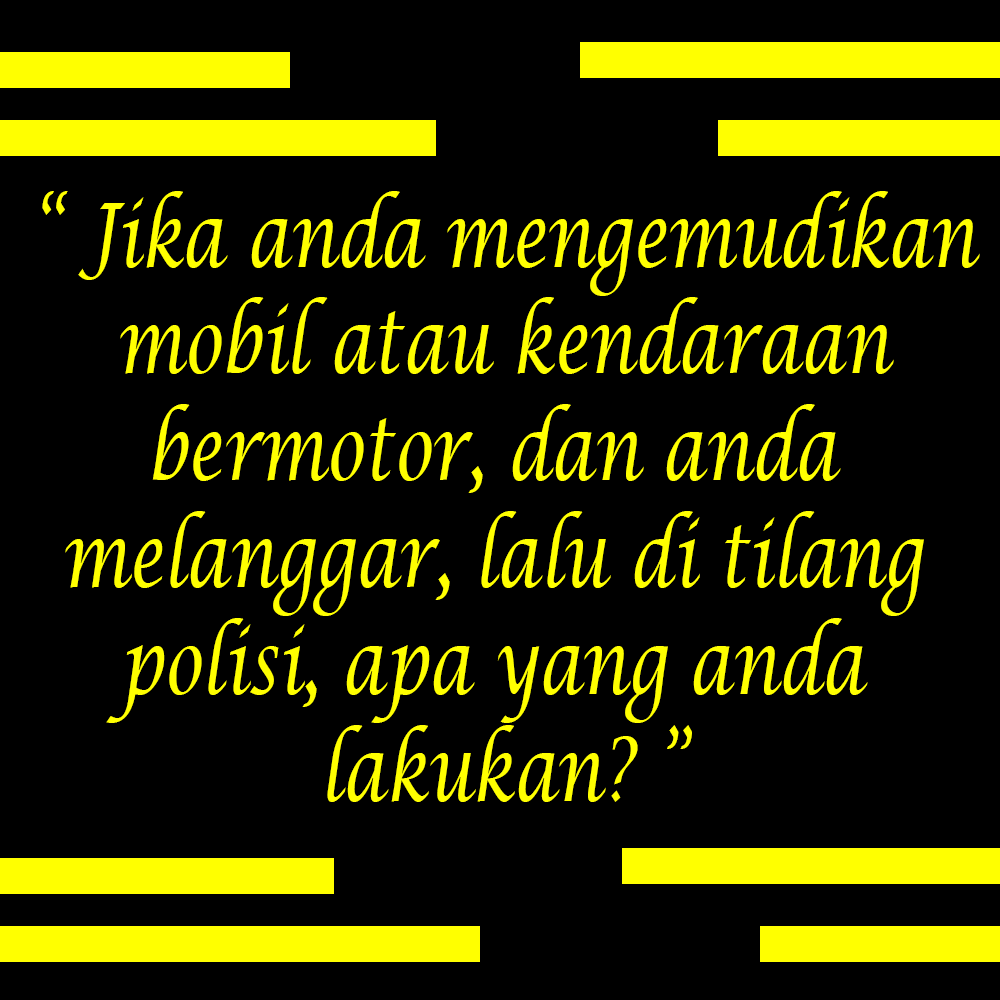 “ Jika anda mengemudikan
mobil atau kendaraan
bermotor, dan anda
melanggar, lalu di tilang
polisi, apa yang anda
lakukan? ”